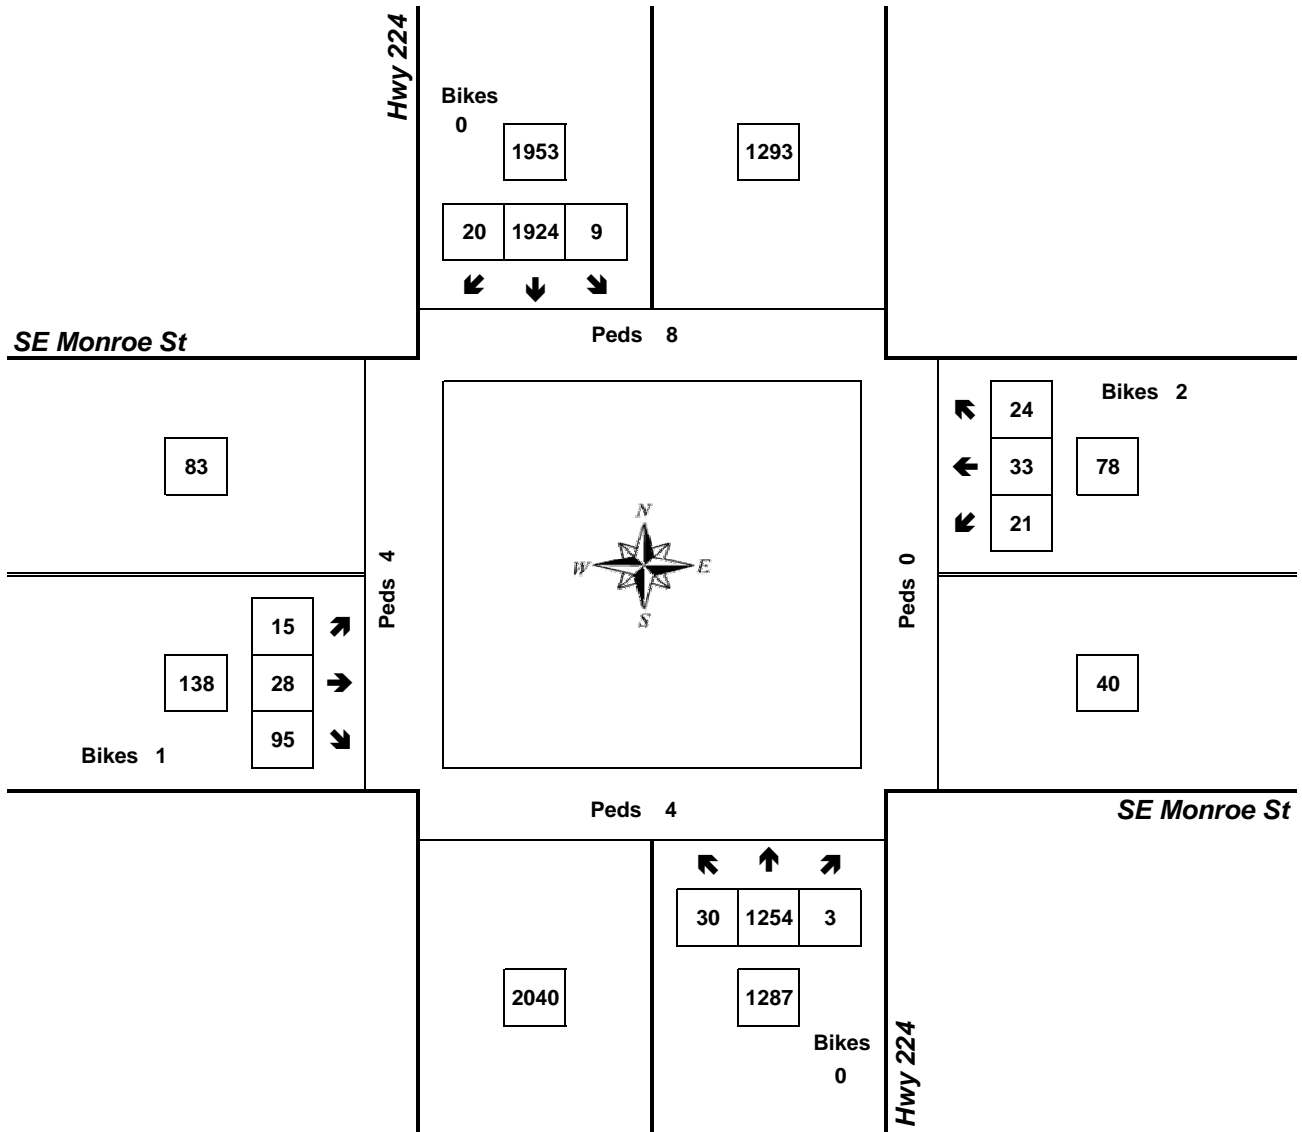 Hwy 224
Bikes
0
1953
1293
20 1924 9
SE Monroe St
Peds 8
Bikes 2
24
83
33
78
21
N
W E
S
Peds 4
Peds 0
15
138
28
40
95
Bikes 1
Peds 4
SE Monroe St
30 1254 3
2040
1287
Bikes
0
Hwy 224